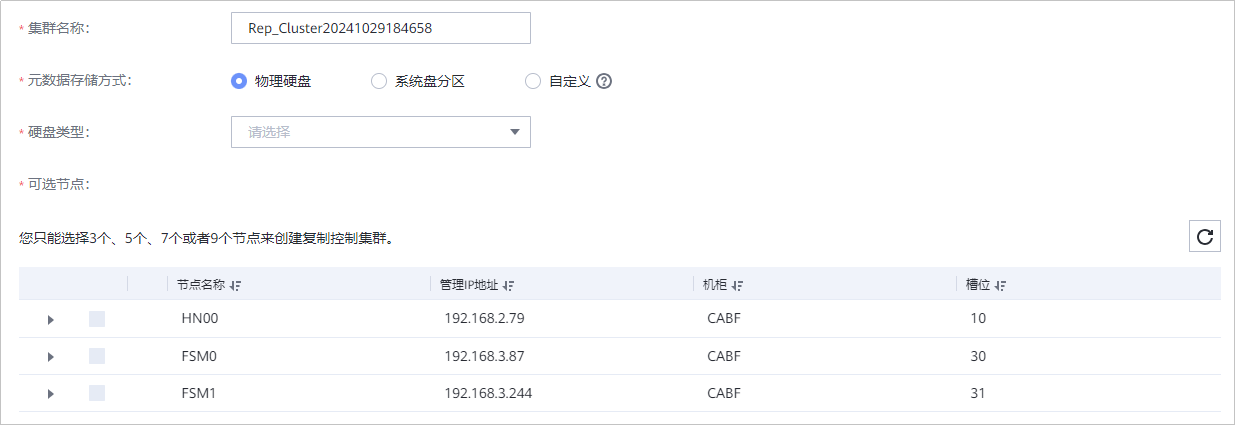 * 集群名称: Rep_Cluster20241029184658
* 元数据存储方式: 物理硬盘 系统盘分区 自定义 ?
* 硬盘类型: 请选择
* 可选节点:
您只能选择3个、5个、7个或者9个节点来创建复制控制集群。
节点名称 管理IP地址 机柜 槽位
HN00 192.168.2.79 CABF 10
FSM0 192.168.3.87 CABF 30
FSM1 192.168.3.244 CABF 31